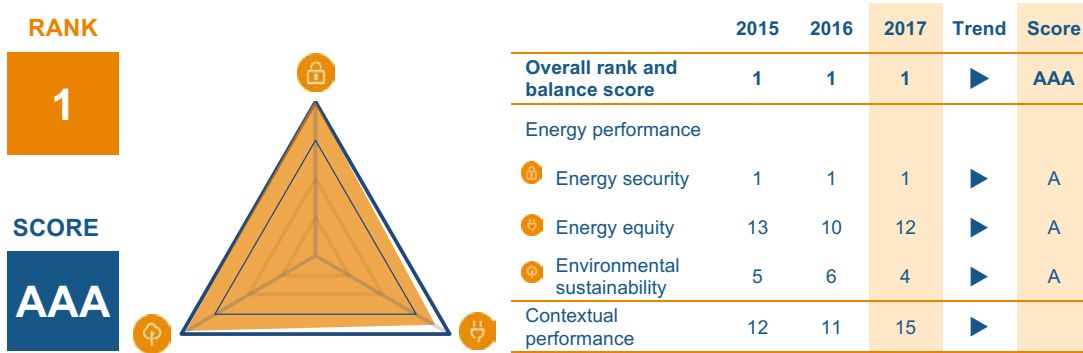 RANK
1
SCORE
AAA
2015 2016 2017 Trend Score
Overall rank and
balance score 1 1 1 ▶ AAA
Energy performance
Energy security 1 1 1 ▶ A
Energy equity 13 10 12 ▶ A
Environmental
sustainability 5 6 4 ▶ A
Contextual
performance 12 11 15 ▶